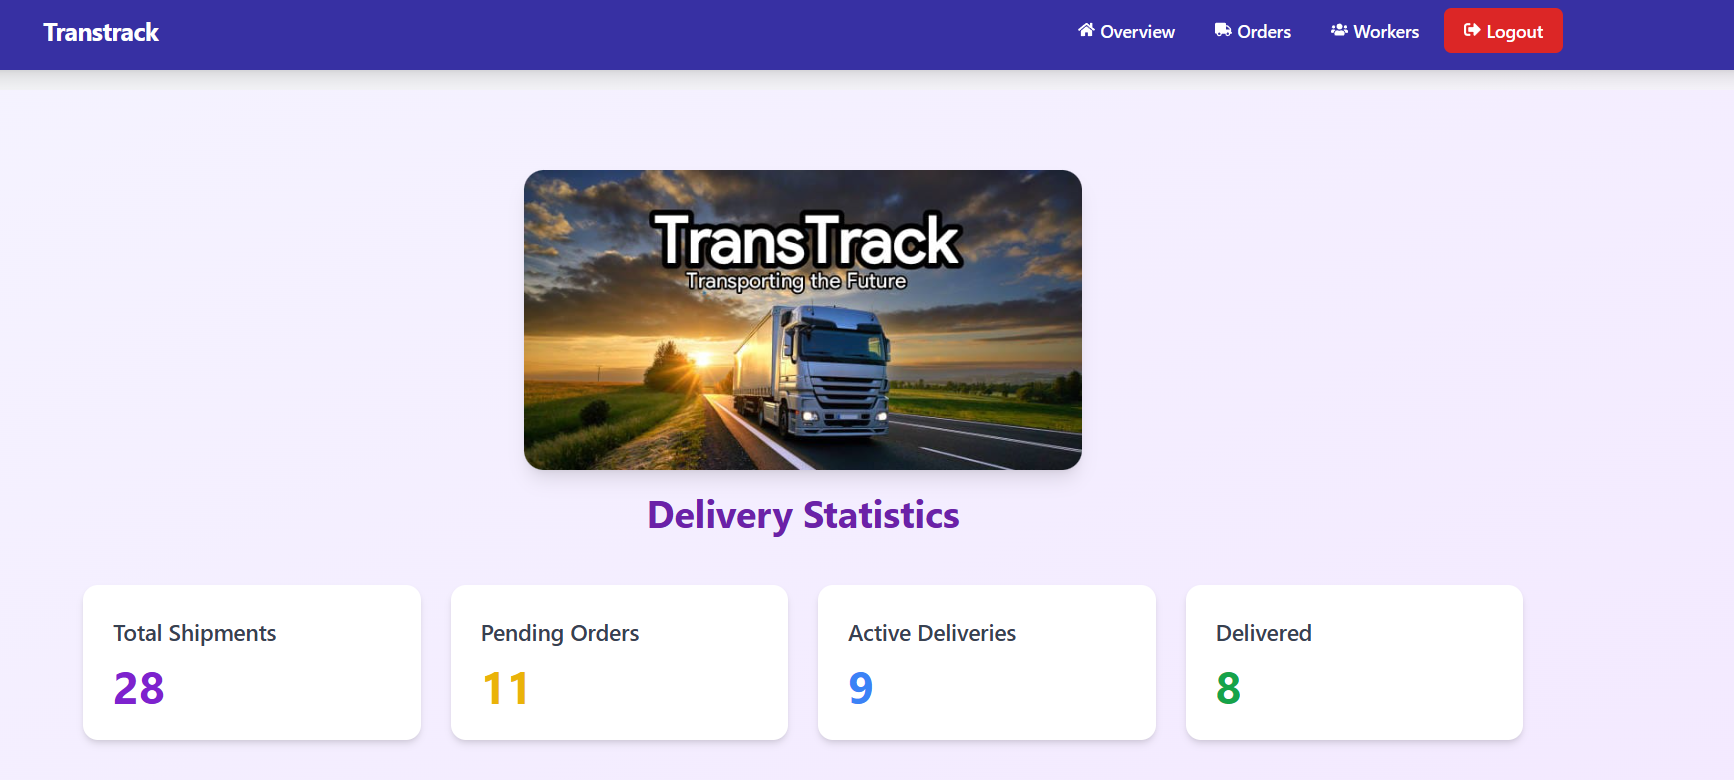 Transtrack
Overview
Orders
Workers
Logout
TransTrack
Transporting the Future
Delivery Statistics
Total Shipments
28
Pending Orders
11
Active Deliveries
9
Delivered
8